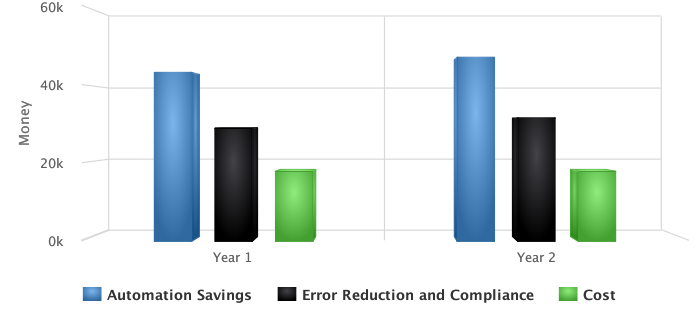 60k
40k
Money
20k
0k
Year 1 Year 2
Automation Savings Error Reduction and Compliance Cost